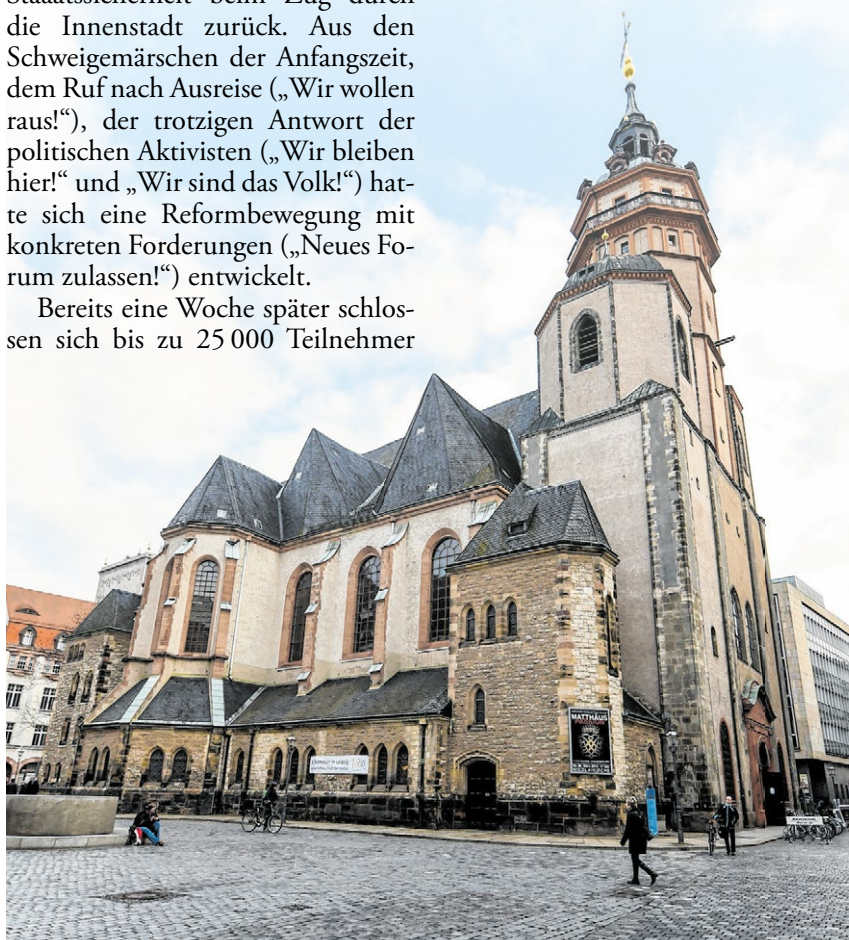 Staaatssicherheit beim Zug durch
die Innenstadt zurück. Aus den
Schweigemärschen der Anfangszeit,
dem Ruf nach Ausreise („Wir wollen
raus!“), der trotzigen Antwort der
politischen Aktivisten („Wir bleiben
hier!“ und „Wir sind das Volk!“) hat-
te sich eine Reformbewegung mit
konkreten Forderungen („Neues Fo-
rum zulassen!“) entwickelt.
Bereits eine Woche später schlos-
sen sich bis zu 25 000 Teilnehmer
MATTHÄUS
PASSION